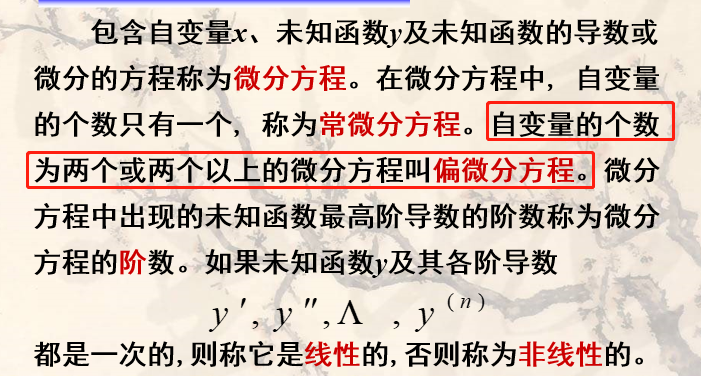 包含自变量x、未知函数y及未知函数的导数或
微分的方程称为微分方程。在微分方程中, 自变量
的个数只有一个, 称为常微分方程。自变量的个数
为两个或两个以上的微分方程叫偏微分方程。微分
方程中出现的未知函数最高阶导数的阶数称为微分
方程的阶数。如果未知函数y及其各阶导数
y′, y″, Λ , y⁽ⁿ⁾
都是一次的,则称它是线性的,否则称为非线性的。